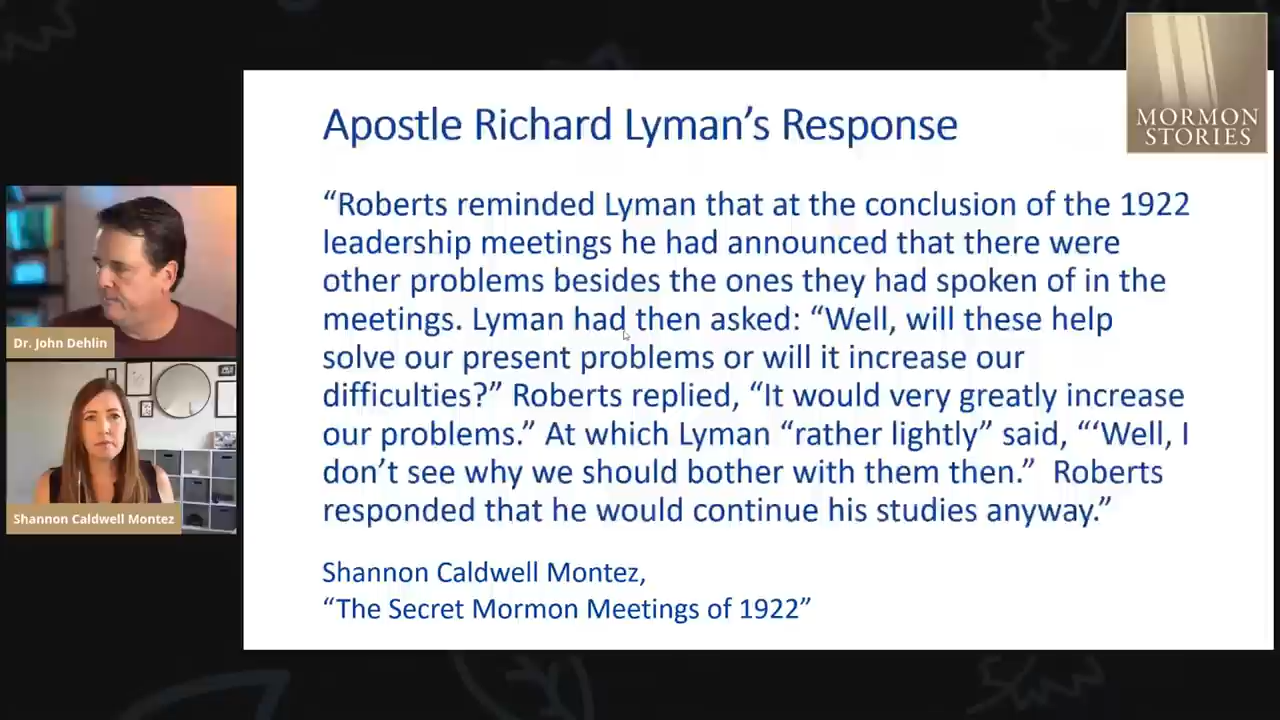 MORMON
STORIES
Apostle Richard Lyman’s Response
“Roberts reminded Lyman that at the conclusion of the 1922
leadership meetings he had announced that there were
other problems besides the ones they had spoken of in the
meetings. Lyman had then asked: “Well, will these help
solve our present problems or will it increase our
difficulties?” Roberts replied, “It would very greatly increase
our problems.” At which Lyman “rather lightly” said, “‘Well, I
don’t see why we should bother with them then.”  Roberts
responded that he would continue his studies anyway.”
Shannon Caldwell Montez,
“The Secret Mormon Meetings of 1922”
Dr. John Dehlin
Shannon Caldwell Montez